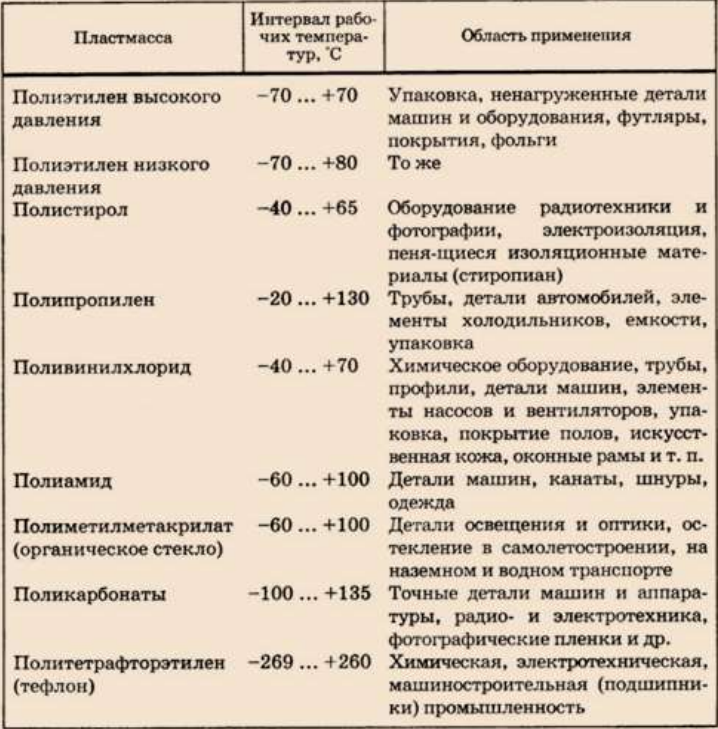 Пластмасса
Интервал рабо-
чих темпера-
тур, °С
Область применения
Полиэтилен высокого
давления
−70 ... +70
Упаковка, ненагруженные детали
машин и оборудования, футляры,
покрытия, фольги
Полиэтилен низкого
давления
−70 ... +80
То же
Полистирол
−40 ... +65
Оборудование радиотехники и
фотографии, электроизоляция,
пеня-щиеся изоляционные мате-
риалы (стиропиан)
Полипропилен
−20 ... +130
Трубы, детали автомобилей, эле-
менты холодильников, емкости,
упаковка
Поливинилхлорид
−40 ... +70
Химическое оборудование, трубы,
профили, детали машин, элемен-
ты насосов и вентиляторов, упа-
ковка, покрытие полов, искусст-
венная кожа, оконные рамы и т. п.
Полиамид
−60 ... +100
Детали машин, канаты, шнуры,
одежда
Полиметилметакрилат
(органическое стекло)
−60 ... +100
Детали освещения и оптики, ос-
текление в самолетостроении, на
наземном и водном транспорте
Поликарбонаты
−100 ... +135
Точные детали машин и аппара-
туры, радио- и электротехника,
фотографические пленки и др.
Политетрафторэтилен
(тефлон)
−269 ... +260
Химическая, электротехническая,
машиностроительная (подшипни-
ки) промышленность